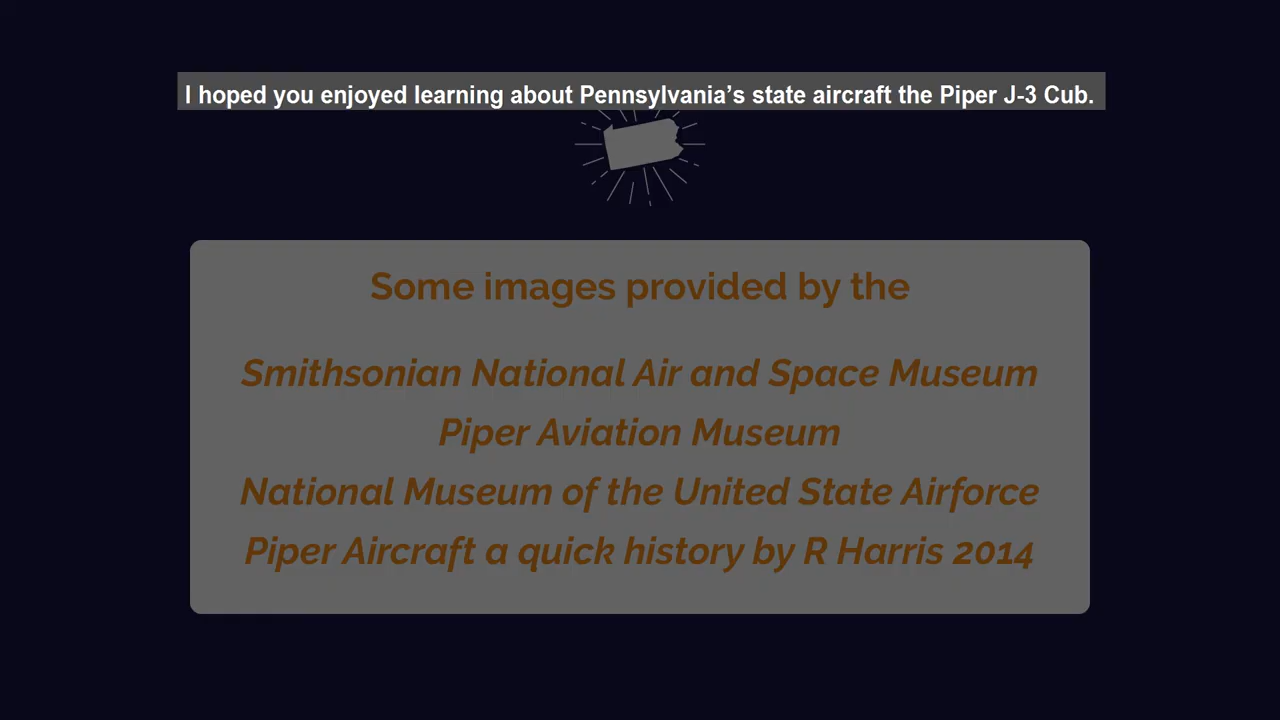 I hoped you enjoyed learning about Pennsylvania’s state aircraft the Piper J-3 Cub.
Some images provided by the
Smithsonian National Air and Space Museum
Piper Aviation Museum
National Museum of the United State Airforce
Piper Aircraft a quick history by R Harris 2014